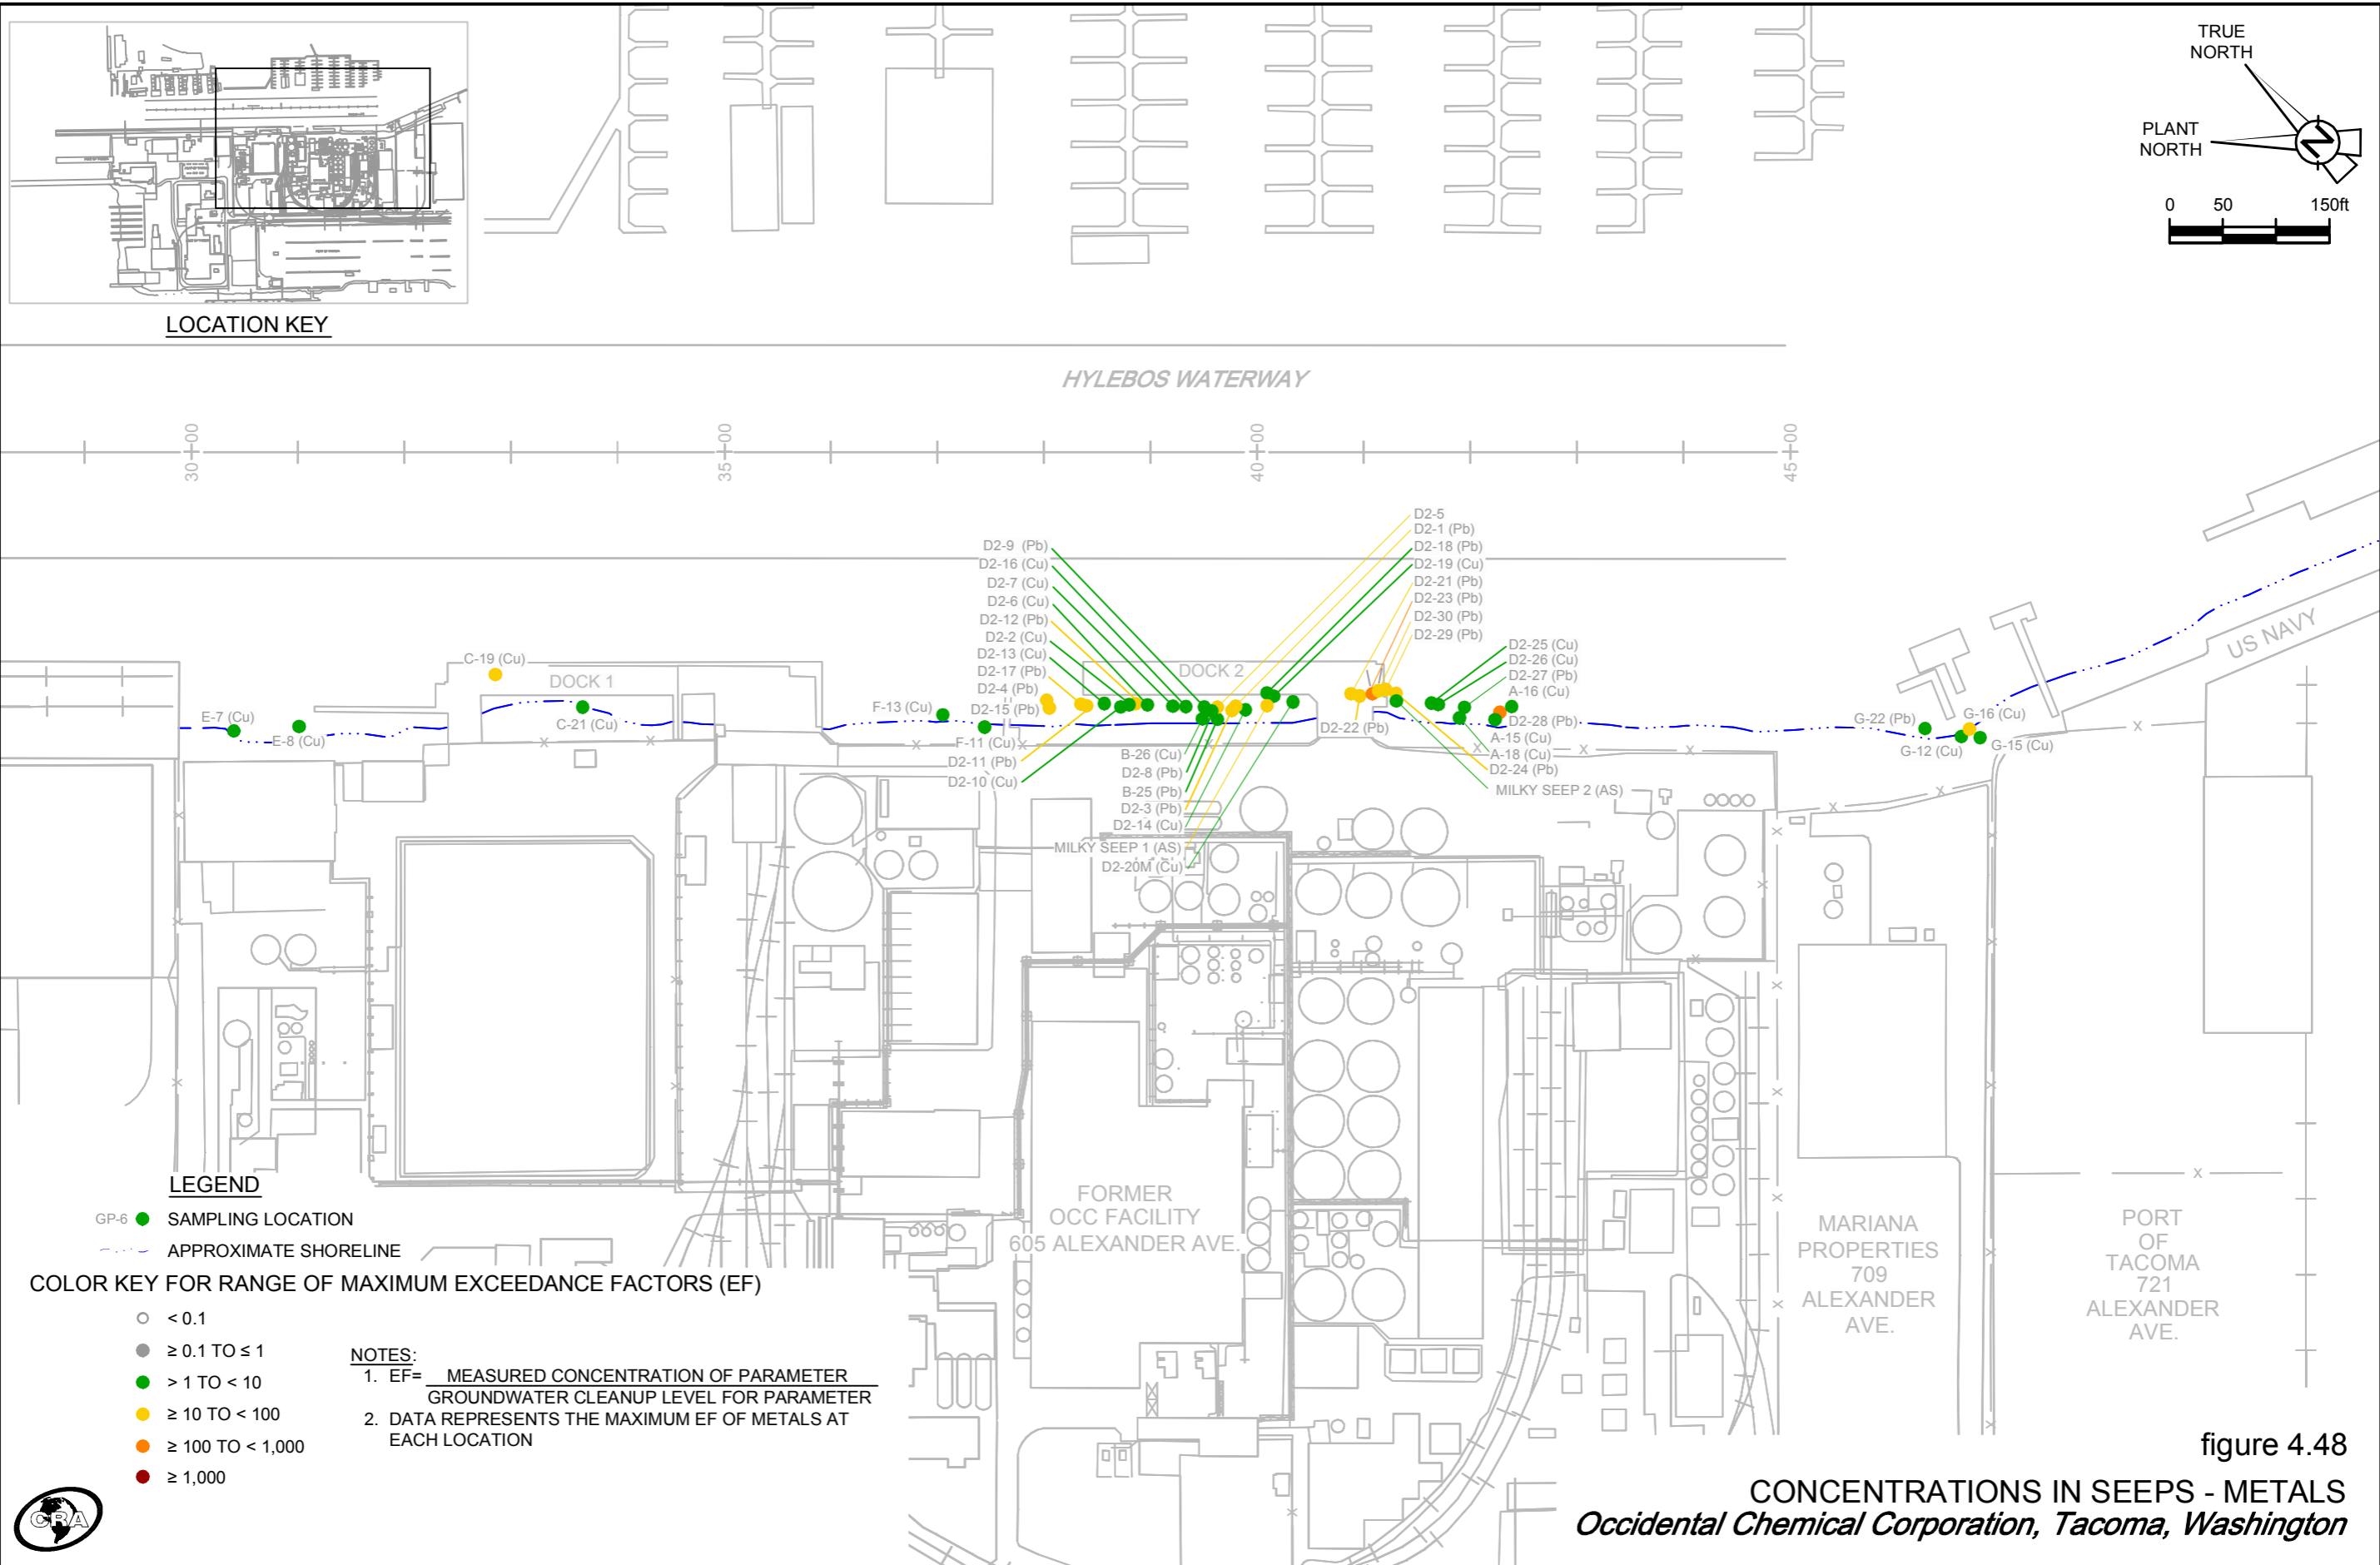 TRUE
NORTH
PLANT
NORTH
0 50 150ft
LOCATION KEY
HYLEBOS WATERWAY
30+00
35+00
40+00
45+00
D2-9 (Pb)
D2-16 (Cu)
D2-7 (Cu)
D2-6 (Cu)
D2-12 (Pb)
D2-2 (Cu)
D2-13 (Cu)
D2-17 (Pb)
D2-4 (Pb)
D2-15 (Pb)
F-13 (Cu)
F-11 (Cu)
D2-11 (Pb)
D2-10 (Cu)
D2-5
D2-1 (Pb)
D2-18 (Pb)
D2-19 (Cu)
D2-21 (Pb)
D2-23 (Pb)
D2-30 (Pb)
D2-29 (Pb)
D2-25 (Cu)
D2-26 (Cu)
D2-27 (Pb)
A-16 (Cu)
D2-28 (Pb)
A-15 (Cu)
A-18 (Cu)
D2-24 (Pb)
MILKY SEEP 2 (AS)
D2-22 (Pb)
DOCK 2
C-19 (Cu)
DOCK 1
C-21 (Cu)
E-7 (Cu)
E-8 (Cu)
B-26 (Cu)
D2-8 (Pb)
B-25 (Pb)
D2-3 (Pb)
D2-14 (Cu)
MILKY SEEP 1 (AS)
D2-20M (Cu)
G-22 (Pb)
G-16 (Cu)
G-12 (Cu)
G-15 (Cu)
US NAVY
FORMER
OCC FACILITY
605 ALEXANDER AVE.
MARIANA
PROPERTIES
709
ALEXANDER
AVE.
PORT
OF
TACOMA
721
ALEXANDER
AVE.
LEGEND
GP-6 SAMPLING LOCATION
APPROXIMATE SHORELINE
COLOR KEY FOR RANGE OF MAXIMUM EXCEEDANCE FACTORS (EF)
< 0.1
≥ 0.1 TO ≤ 1
> 1 TO < 10
≥ 10 TO < 100
≥ 100 TO < 1,000
≥ 1,000
NOTES:
1. EF= MEASURED CONCENTRATION OF PARAMETER
GROUNDWATER CLEANUP LEVEL FOR PARAMETER
2. DATA REPRESENTS THE MAXIMUM EF OF METALS AT
EACH LOCATION
CRA
figure 4.48
CONCENTRATIONS IN SEEPS - METALS
Occidental Chemical Corporation, Tacoma, Washington